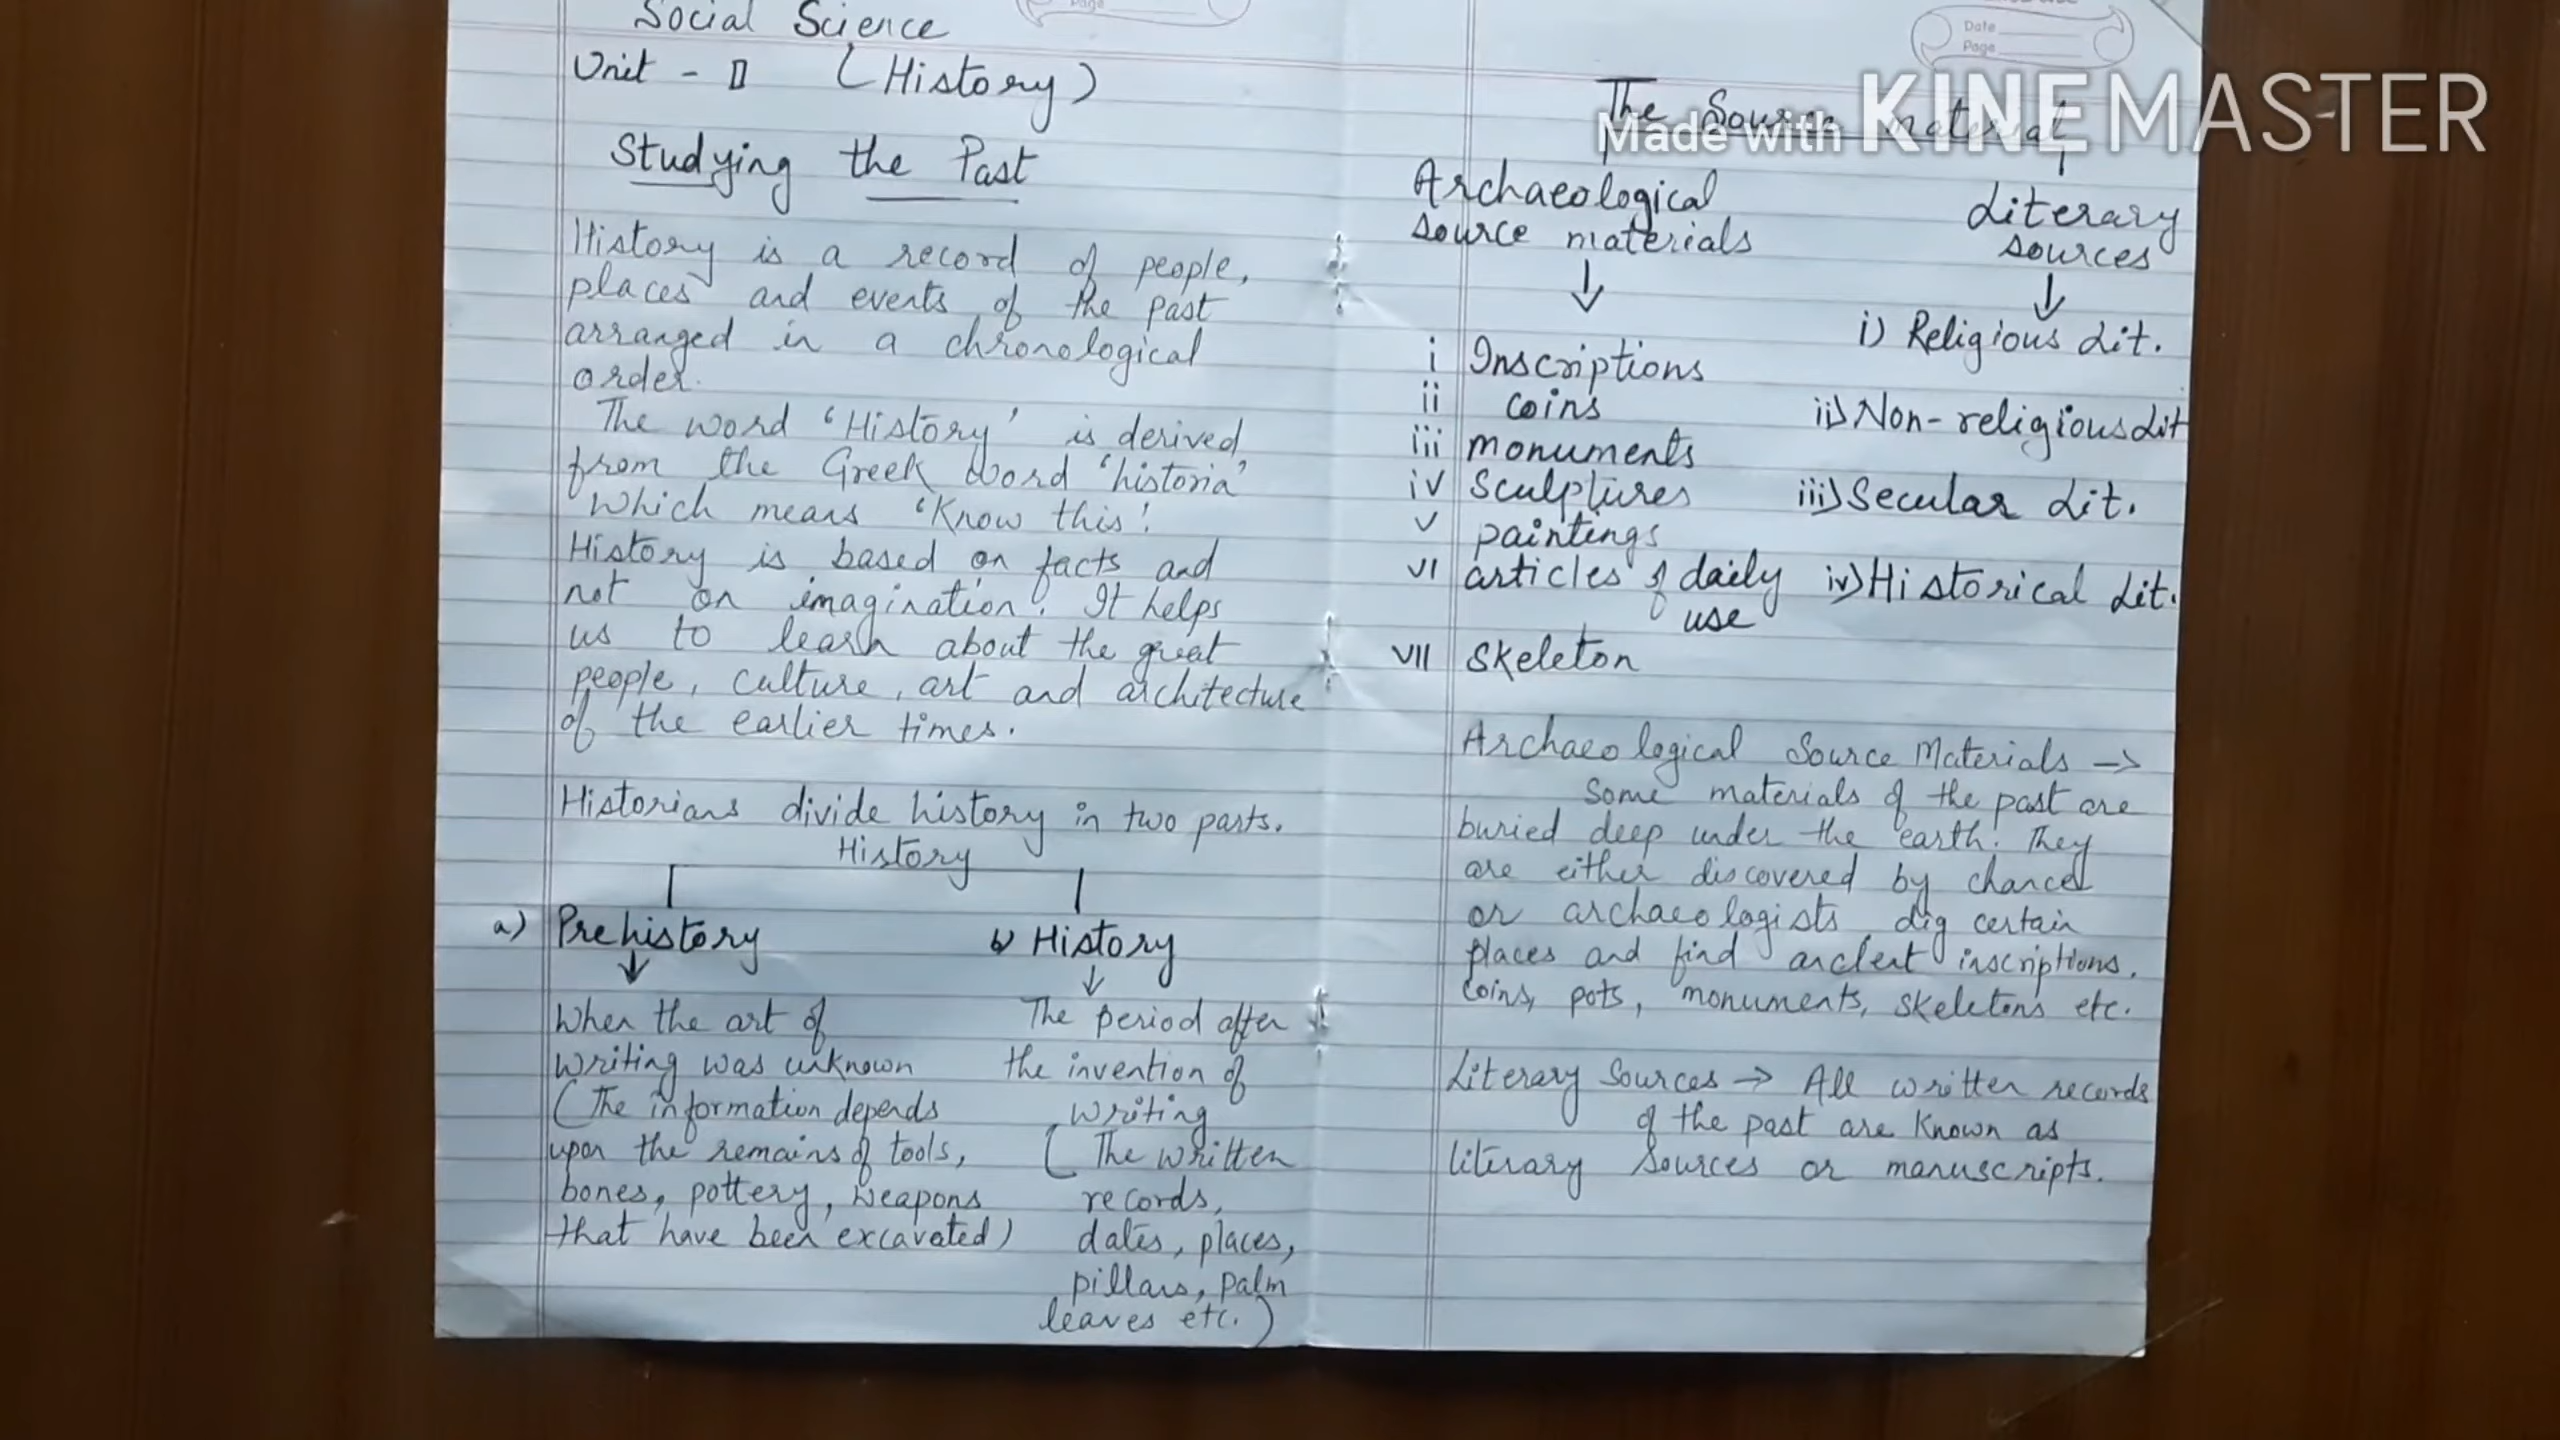 Social Science
Unit - II (History)
Studying the Past
History is a record of people,
places and events of the past
arranged in a chronological
order.
The word 'History' is derived
from the Greek word 'historia'
which means 'Know this'.
History is based on facts and
not on imagination. It helps
us to learn about the great
people, culture, art and architecture
of the earlier times.
Historians divide history in two parts.
History
a) Prehistory
When the art of
writing was unknown
(The information depends
upon the remains of tools,
bones, pottery, weapons
that have been excavated)
b) History
The period after
the invention of
writing
(The written
records,
dates, places,
pillars, palm
leaves etc.)
Page
Date
Page
The Source material
Made with KINEMASTER
Archaeological
source materials
i Inscriptions
ii coins
iii monuments
iv sculptures
v paintings
VI articles of daily
use
VII skeleton
Literary
sources
i) Religious Lit.
ii) Non-religious Lit
iii) Secular Lit.
iv) Historical Lit.
Archaeological Source Materials →
Some materials of the past are
buried deep under the earth. They
are either discovered by chance
or archaeologists dig certain
places and find ancient inscriptions,
coins, pots, monuments, skeletons etc.
Literary Sources → All written records
of the past are known as
literary sources or manuscripts.